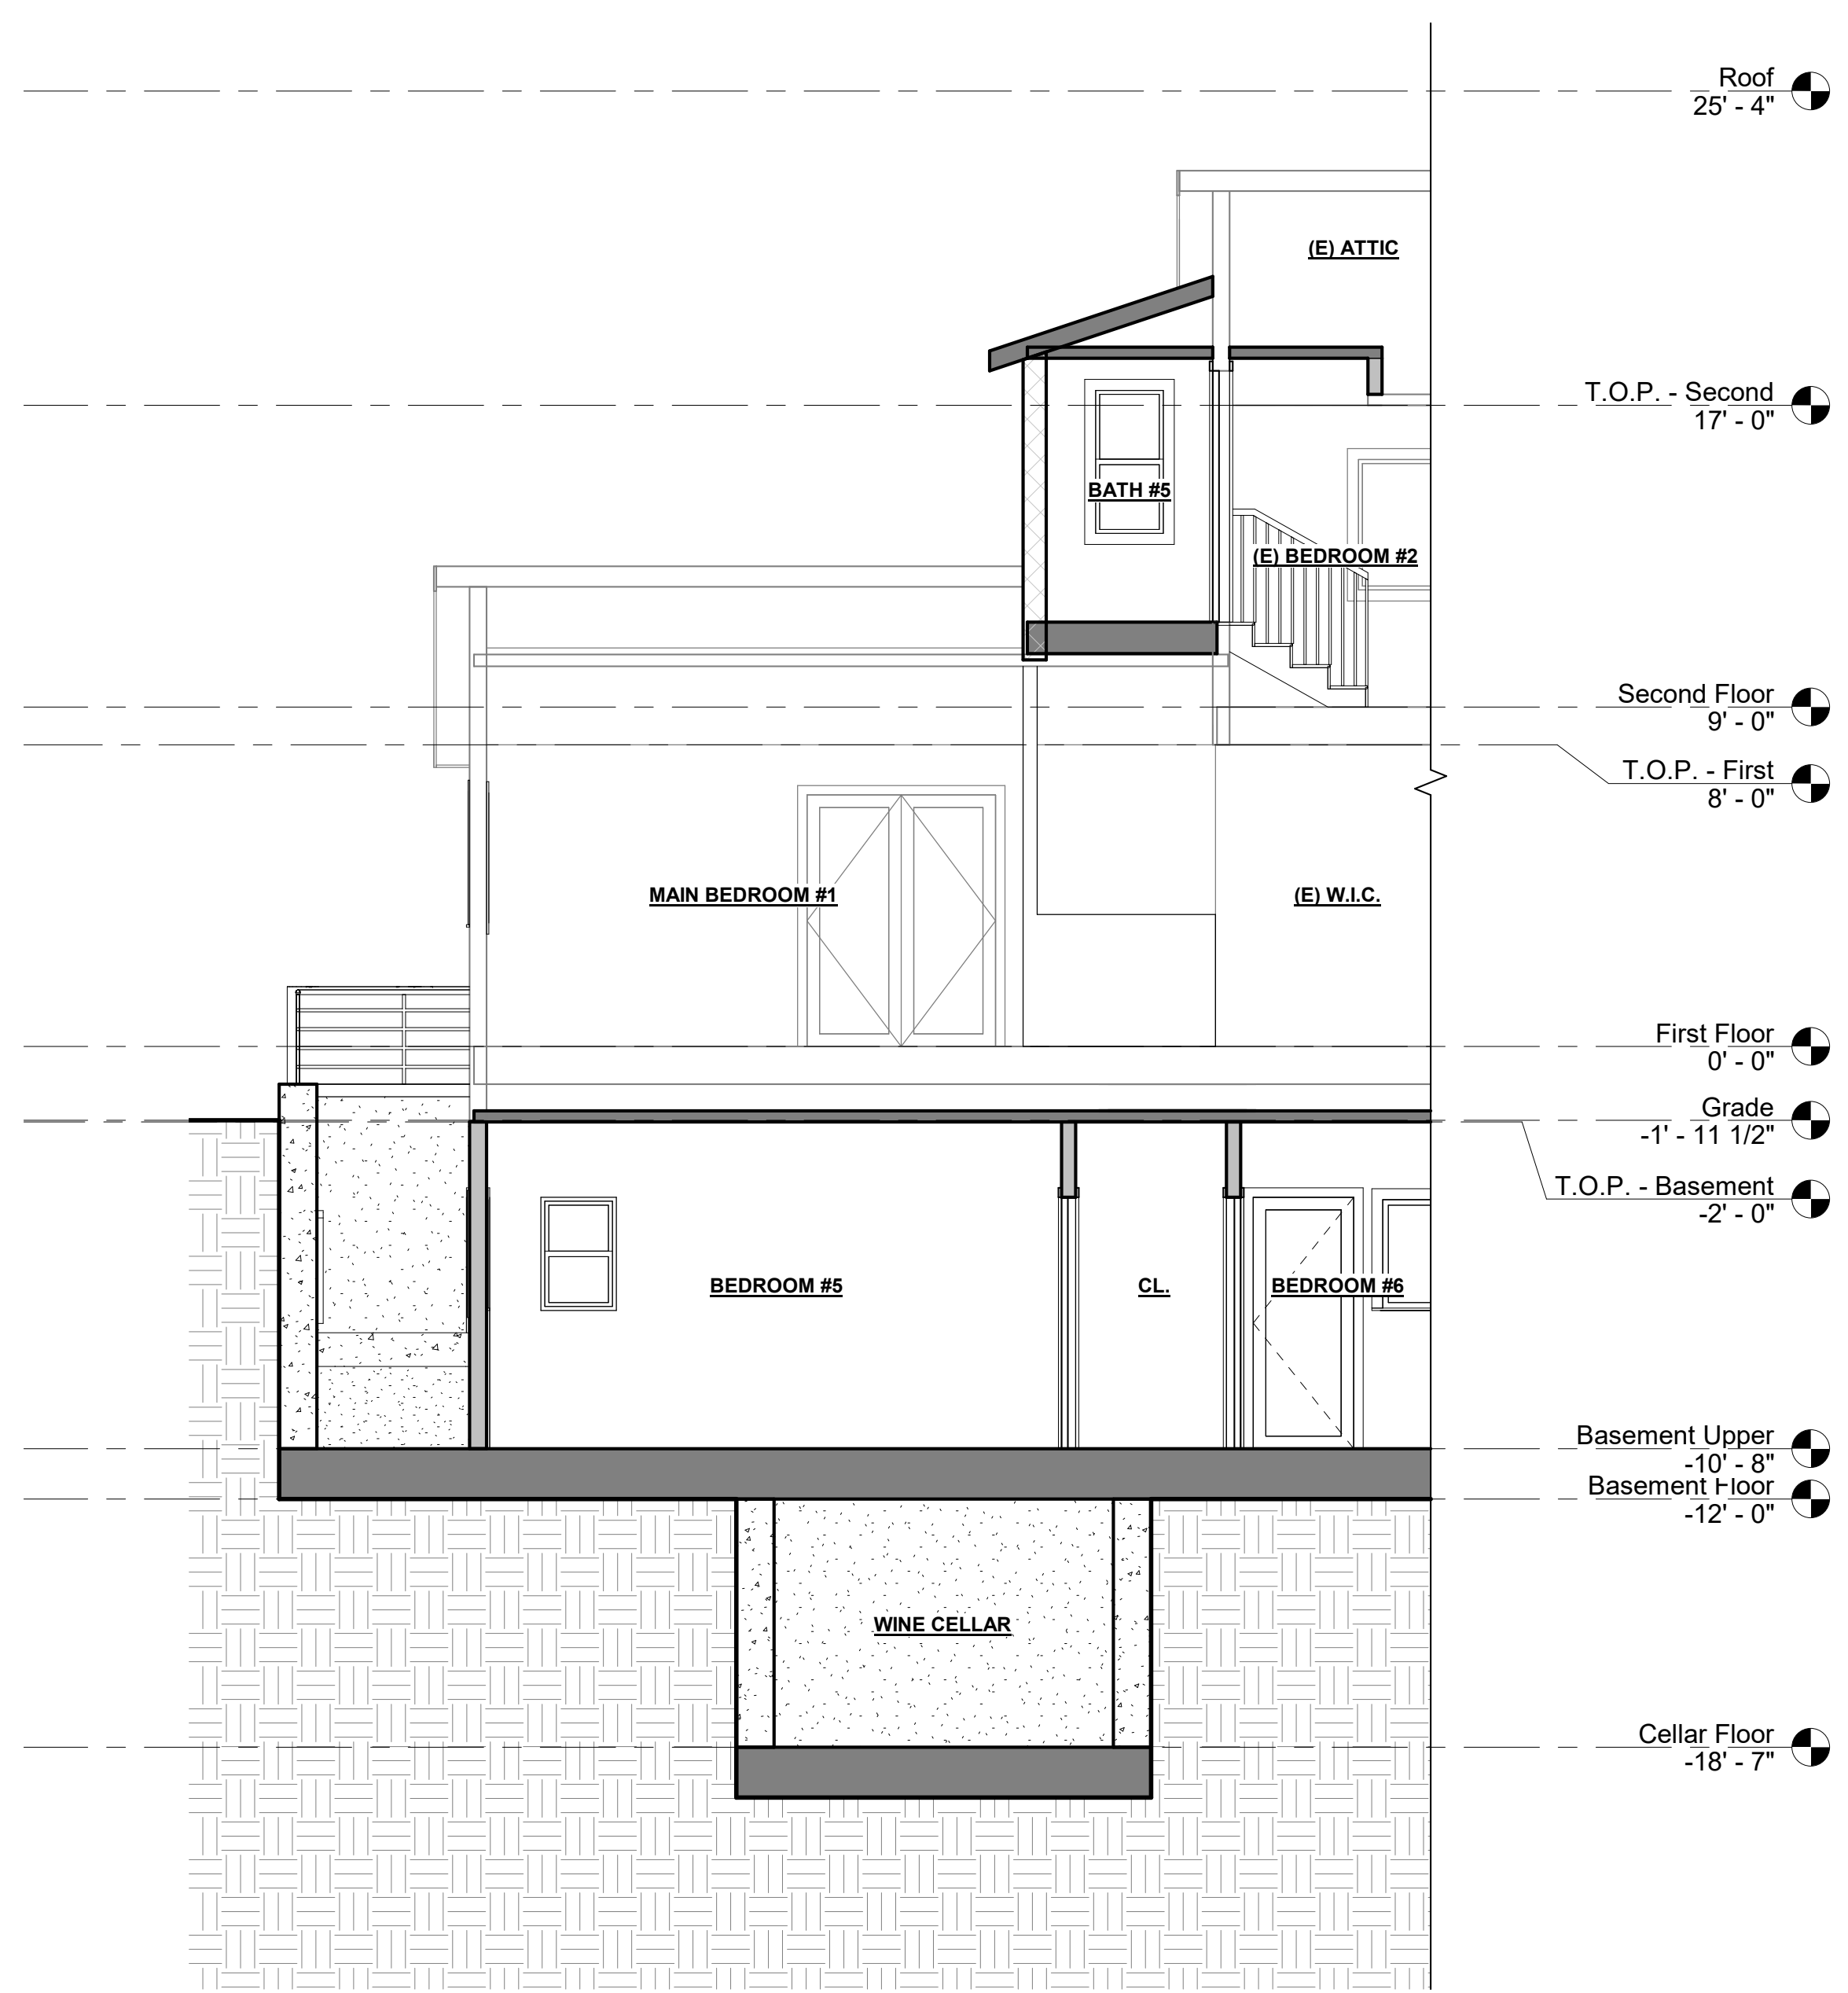 Roof
25' - 4"
(E) ATTIC
T.O.P. - Second
17' - 0"
BATH #5
(E) BEDROOM #2
Second Floor
9' - 0"
T.O.P. - First
8' - 0"
MAIN BEDROOM #1
(E) W.I.C.
First Floor
0' - 0"
Grade
-1' - 11 1/2"
T.O.P. - Basement
-2' - 0"
BEDROOM #5
CL.
BEDROOM #6
Basement Upper
-10' - 8"
Basement Floor
-12' - 0"
WINE CELLAR
Cellar Floor
-18' - 7"